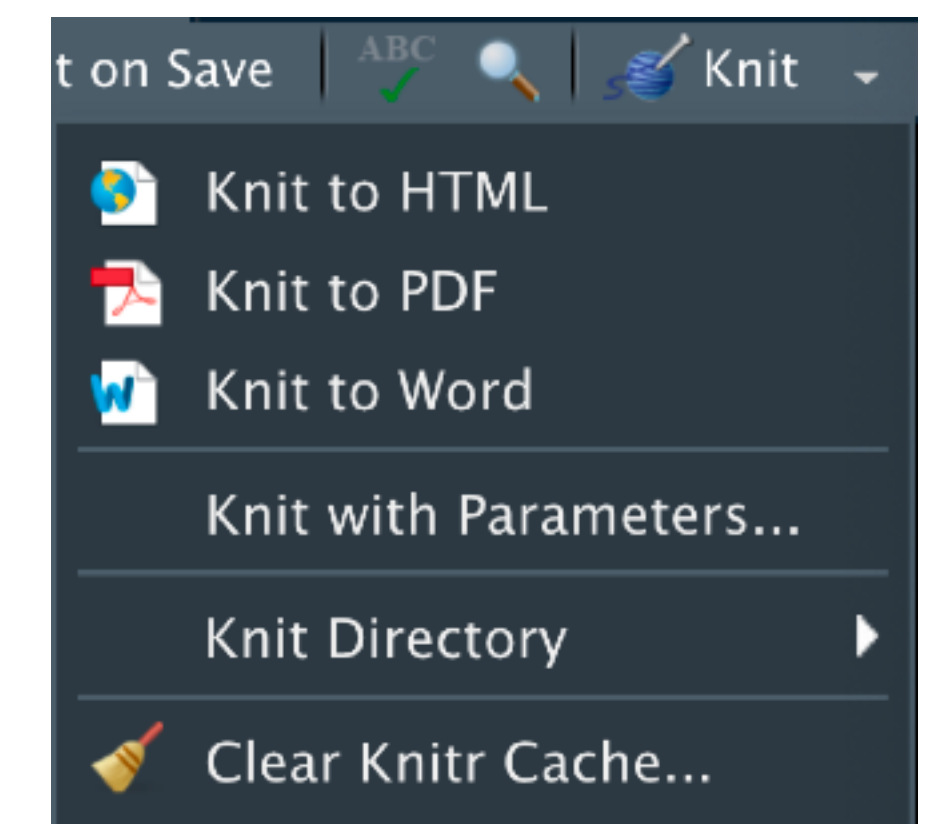 t on Save ABC Knit
Knit to HTML
Knit to PDF
Knit to Word
Knit with Parameters...
Knit Directory
Clear Knitr Cache...